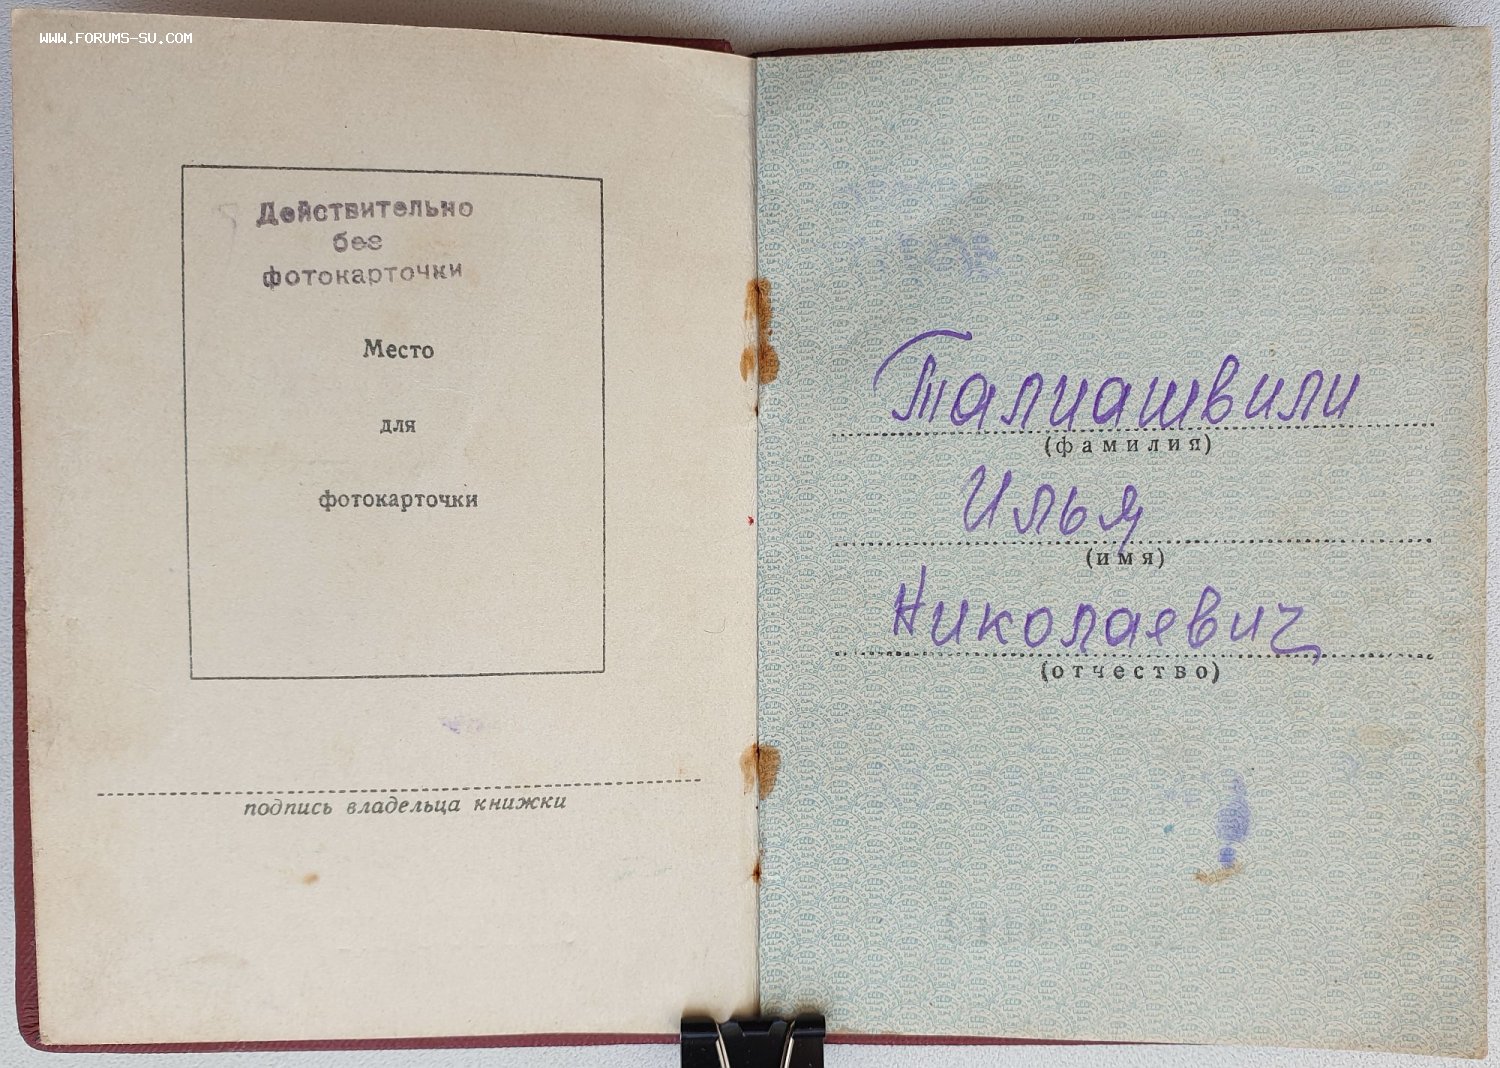 WWW.FORUMS-SU.COM
Действительно
без
фотокарточки
Место
для
фотокарточки
подпись владельца книжки
Талиашвили
(фамилия)
Илья
(имя)
Николаевич
(отчество)